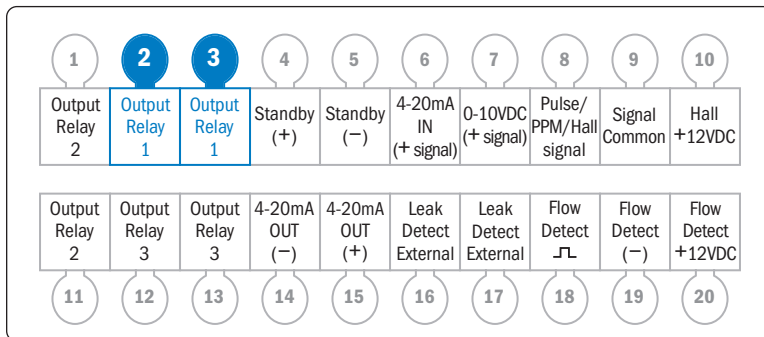 1 2 3 4 5 6 7 8 9 10
Output Output Output Standby Standby 4-20mA 0-10VDC Pulse/ Signal Hall
Relay Relay Relay (+) (−) IN (+ signal) PPM/Hall Common +12VDC
2 1 1 (+ signal) signal
Output Output Output 4-20mA 4-20mA Leak Leak Flow Flow Flow
Relay Relay Relay OUT OUT Detect Detect Detect Detect Detect
2 3 3 (−) (+) External External (−) +12VDC
11 12 13 14 15 16 17 18 19 20